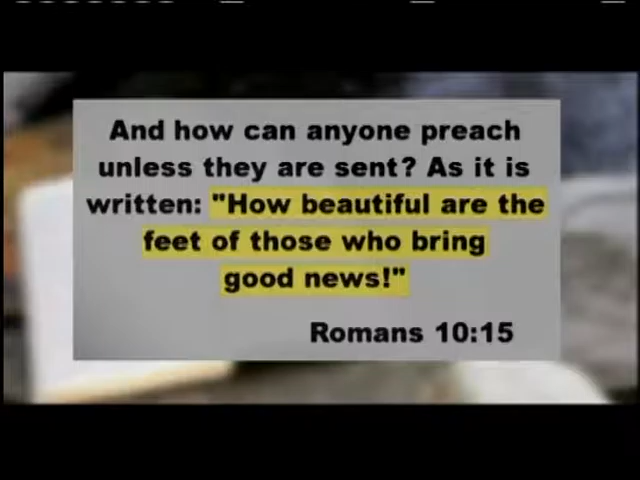 And how can anyone preach
unless they are sent? As it is
written: "How beautiful are the
feet of those who bring
good news!"
Romans 10:15